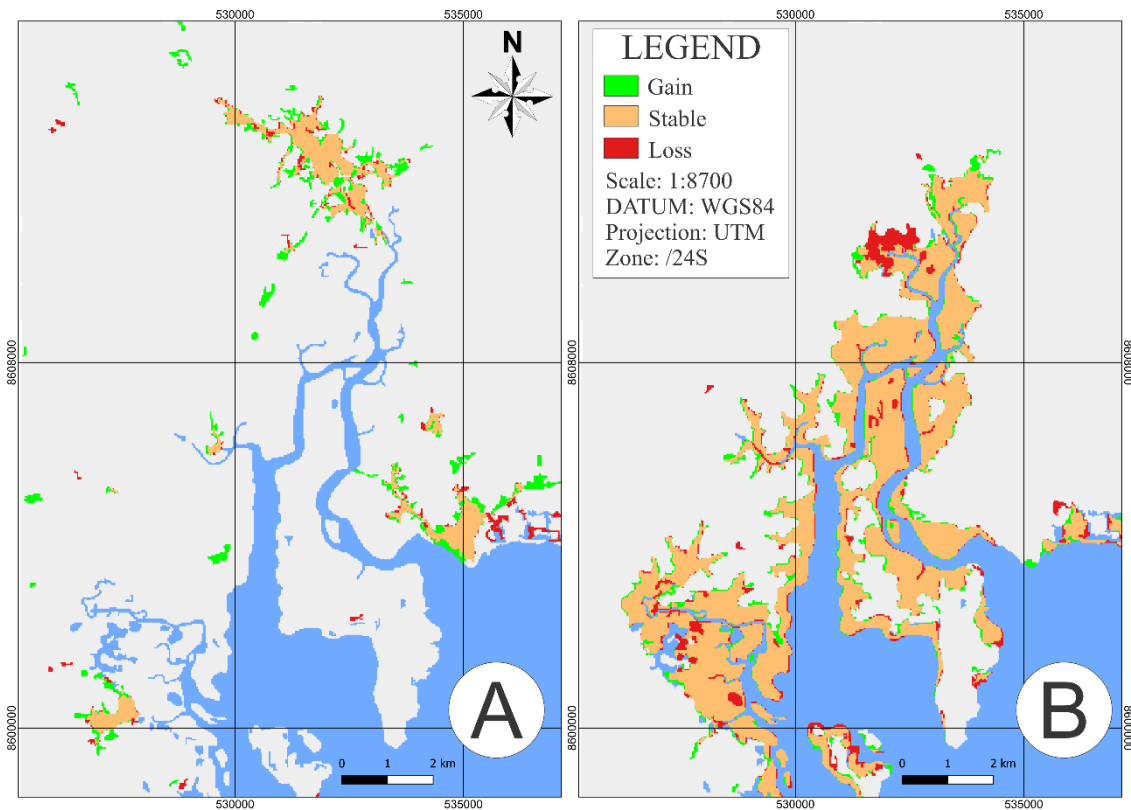 530000
535000
530000
535000
N
LEGEND
Gain
Stable
Loss
Scale: 1:8700
DATUM: WGS84
Projection: UTM
Zone: /24S
8608000
8608000
8600000
8600000
A
B
0 1 2 km
0 1 2 km
530000
535000
530000
535000